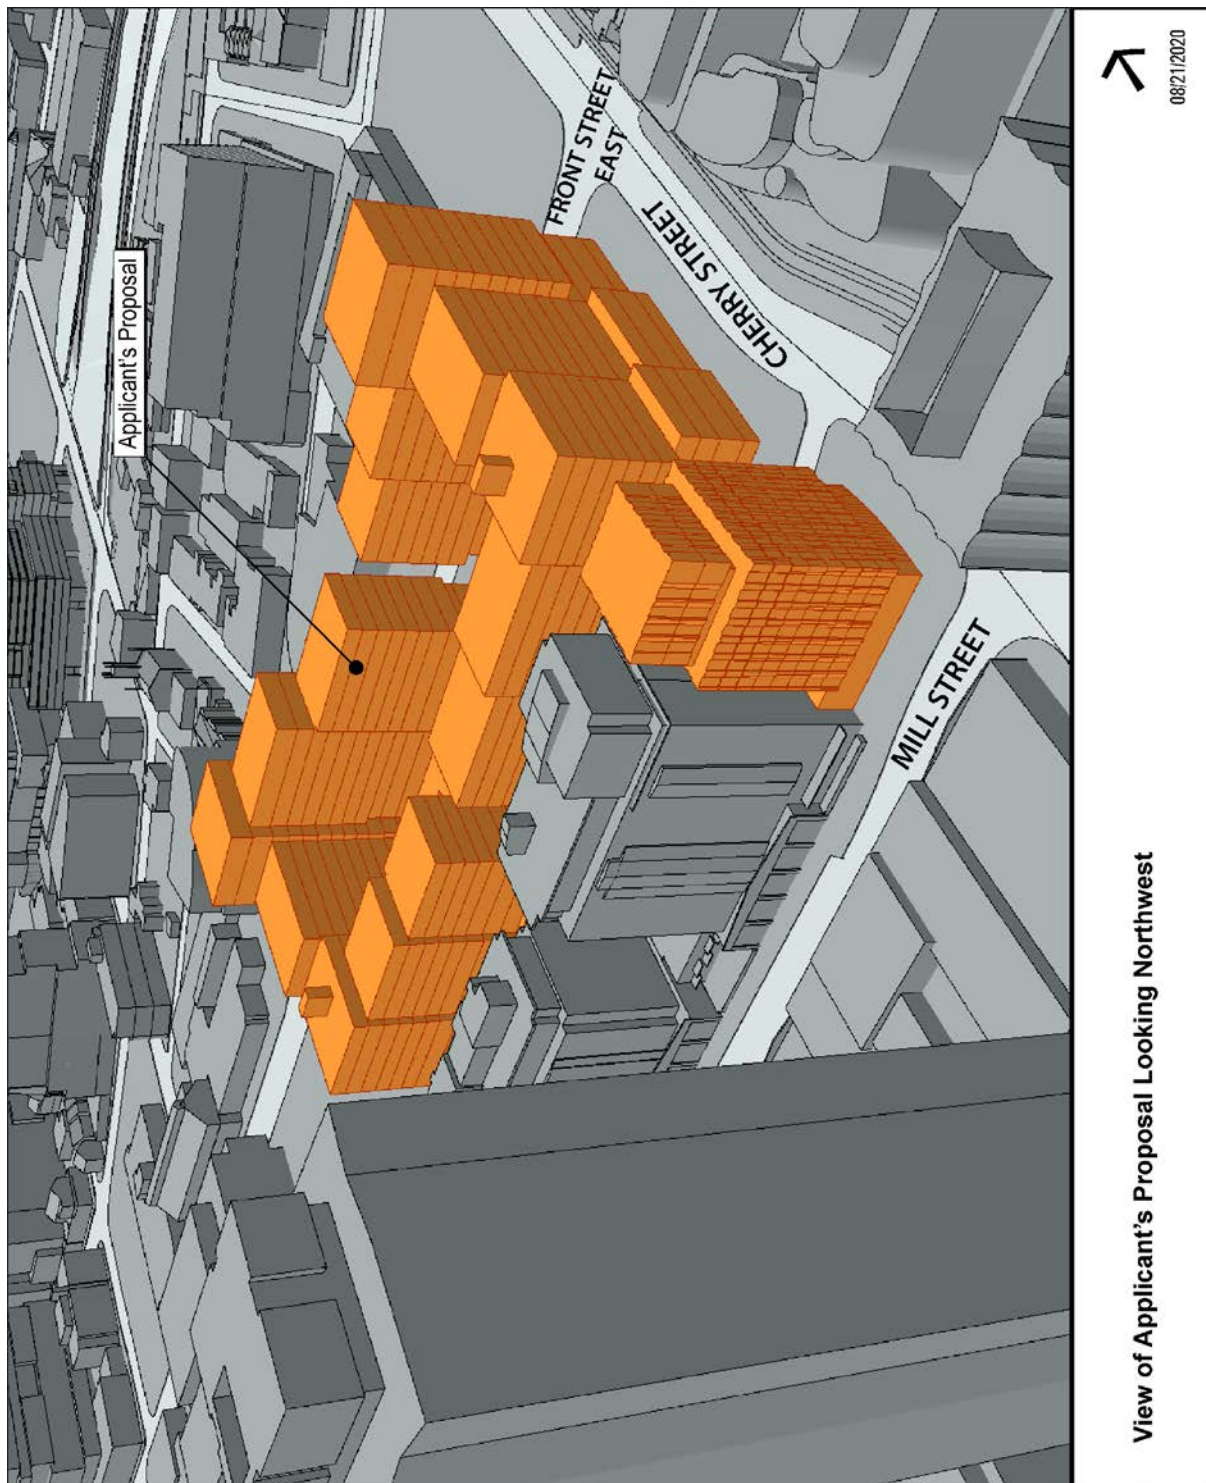 Applicant's Proposal
FRONT STREET
EAST
CHERRY STREET
MILL STREET
View of Applicant's Proposal Looking Northwest
08/21/2020